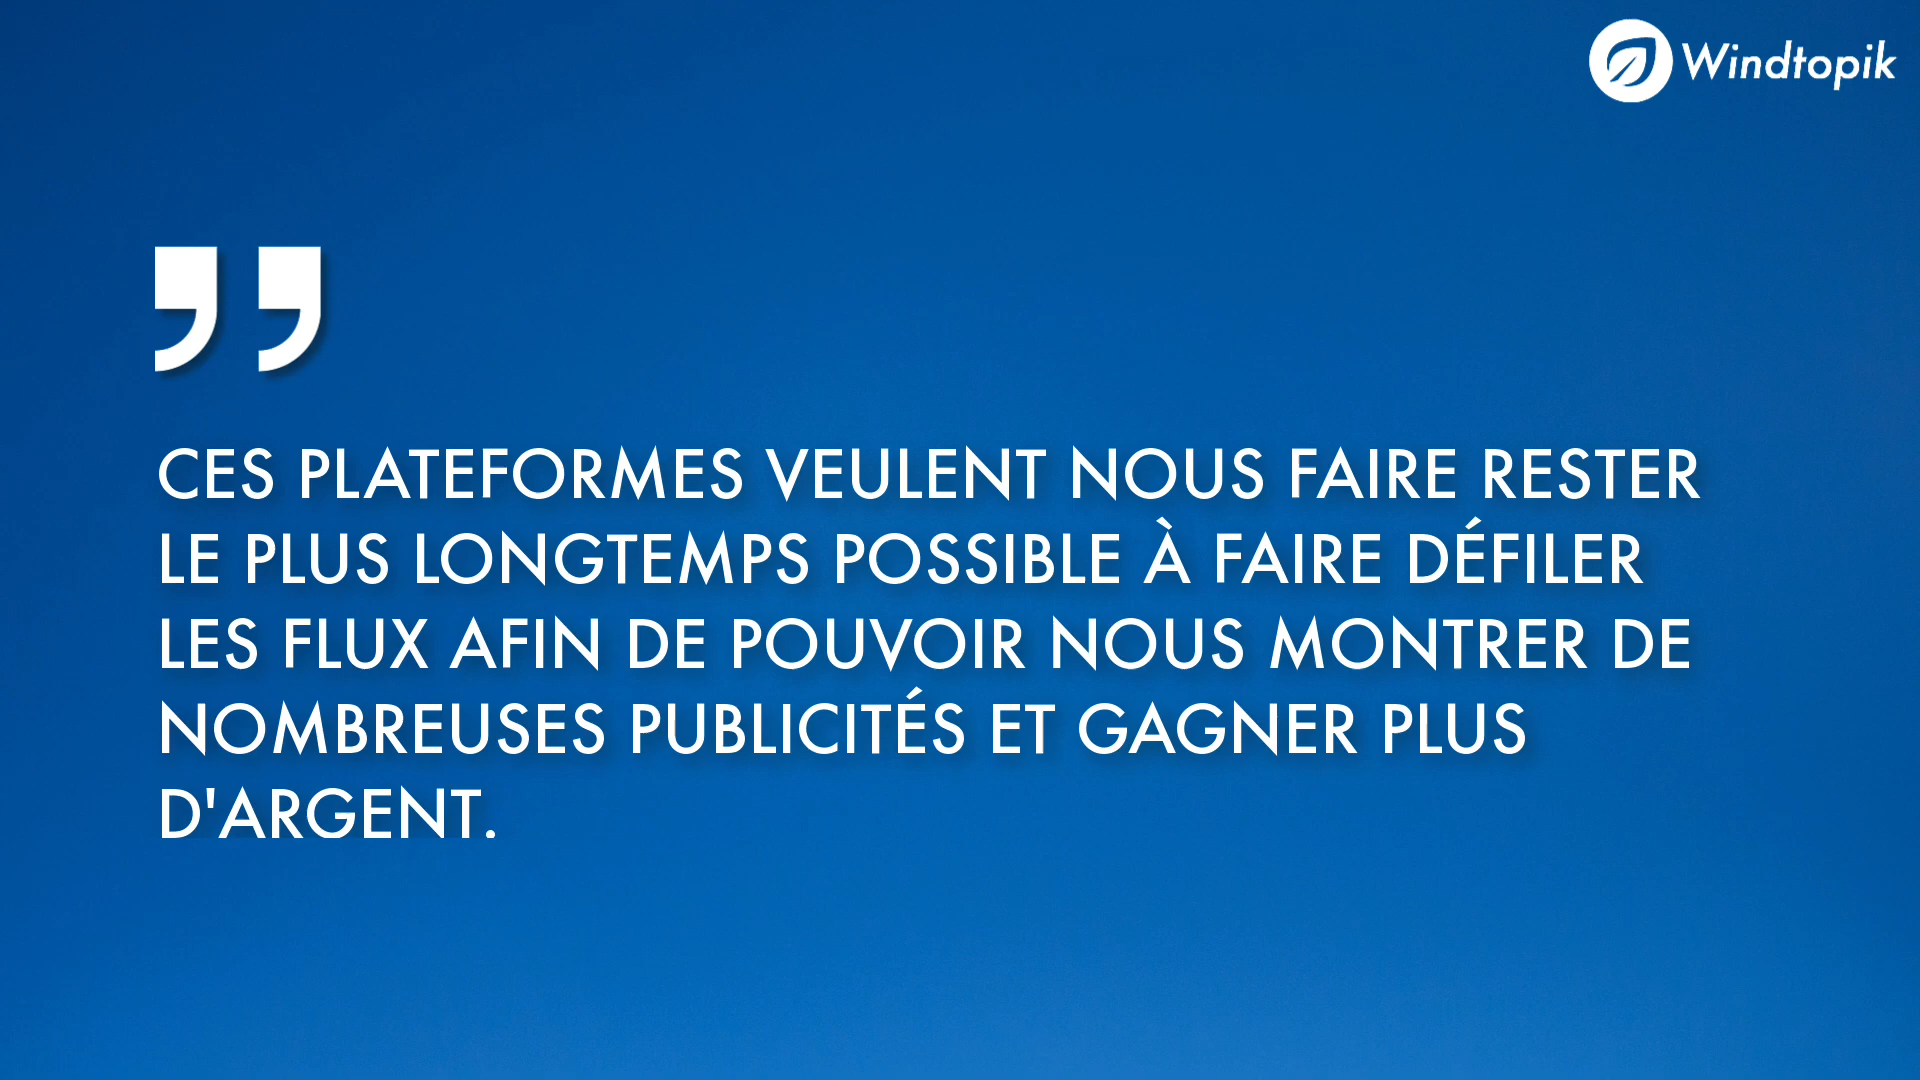 Windtopik
”
CES PLATEFORMES VEULENT NOUS FAIRE RESTER
LE PLUS LONGTEMPS POSSIBLE À FAIRE DÉFILER
LES FLUX AFIN DE POUVOIR NOUS MONTRER DE
NOMBREUSES PUBLICITÉS ET GAGNER PLUS
D'ARGENT.